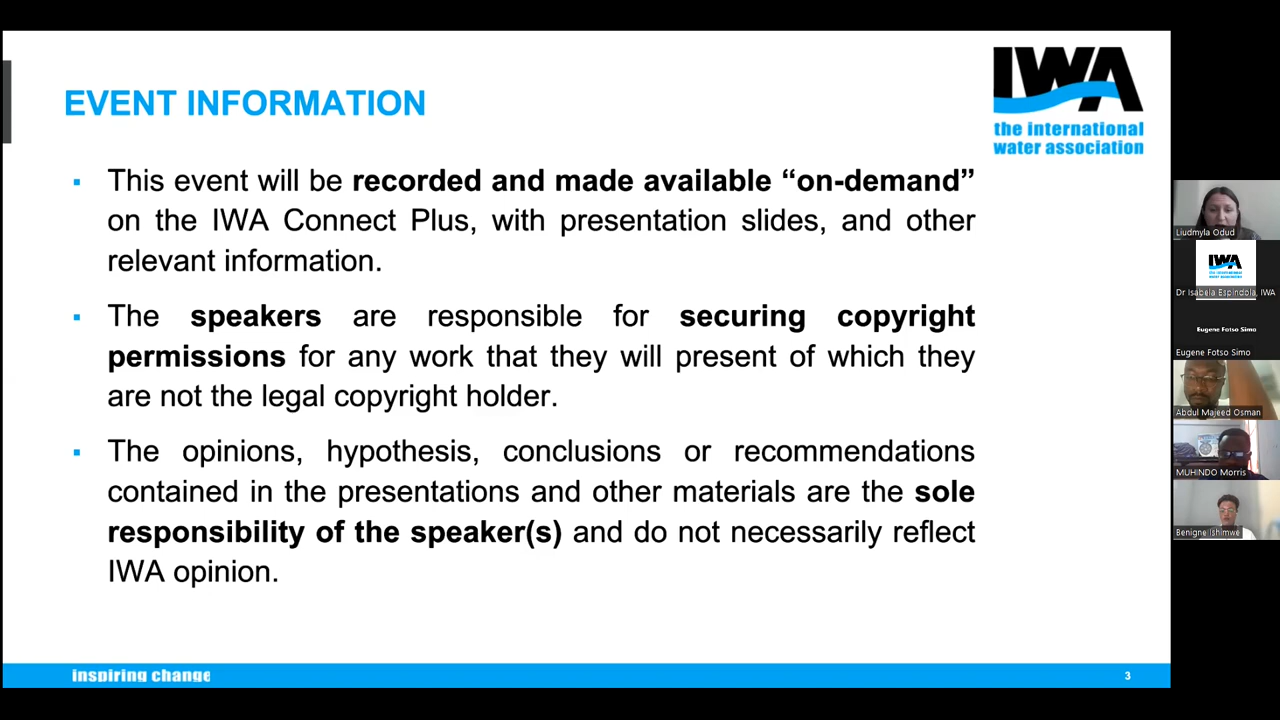 EVENT INFORMATION
IWA
the international
water association
▪ This event will be recorded and made available “on-demand”
on the IWA Connect Plus, with presentation slides, and other
relevant information.
▪ The speakers are responsible for securing copyright
permissions for any work that they will present of which they
are not the legal copyright holder.
▪ The opinions, hypothesis, conclusions or recommendations
contained in the presentations and other materials are the sole
responsibility of the speaker(s) and do not necessarily reflect
IWA opinion.
inspiring change
3
Liudmyla Odud
IWA
the international
water association
Dr Isabela Espindola, IWA
Eugene Fotso Simo
Eugene Fotso Simo
Abdul Majeed Osman
MUHINDO Morris
Benigne Ishimwe